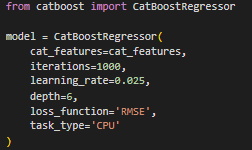 from catboost import CatBoostRegressor
model = CatBoostRegressor(
    cat_features=cat_features,
    iterations=1000,
    learning_rate=0.025,
    depth=6,
    loss_function='RMSE',
    task_type='CPU'
)